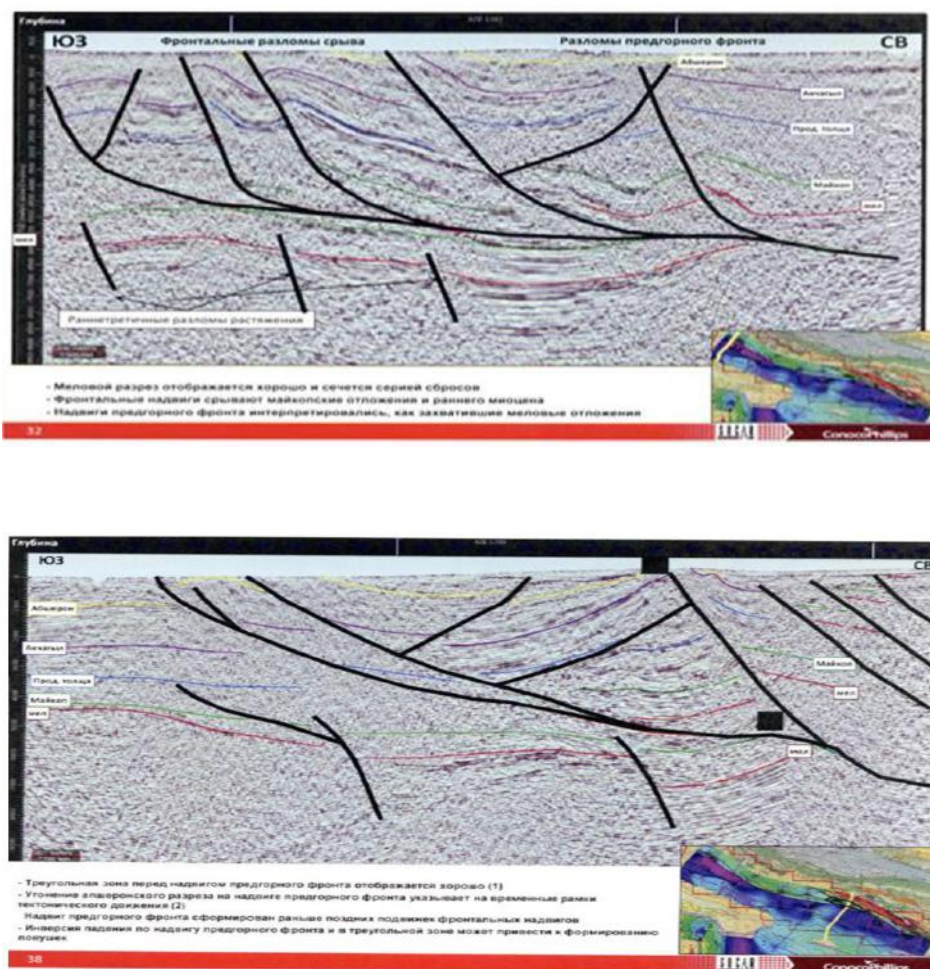 Глубина
ЮЗ
Фронтальные разломы срыва
Разломы предгорного фронта
СВ
Абшерон
Акчагыл
Прод. толща
Майкоп
мел
мел
Раннетретичные разломы растяжения
- Меловой разрез отображается хорошо и сечется серией сбросов
- Фронтальные надвиги срывают майкопские отложения и раннего миоцена
- Надвиги предгорного фронта интерпретировались, как захватившие меловые отложения
32
SOCAR
ConocoPhillips
Глубина
ЮЗ
СВ
Абшерон
Акчагыл
Прод. толща
Майкоп
мел
Майкоп
мел
мел
- Треугольная зона перед надвигом предгорного фронта отображается хорошо (1)
- Утонение апшеронского разреза на надвиге предгорного фронта указывает на временные рамки
тектонического движения (2)
Надвиг предгорного фронта сформирован раньше поздних подвижек фронтальных надвигов
- Инверсия падения по надвигу предгорного фронта и в треугольной зоне может привести к формированию
ловушек
38
SOCAR
ConocoPhillips